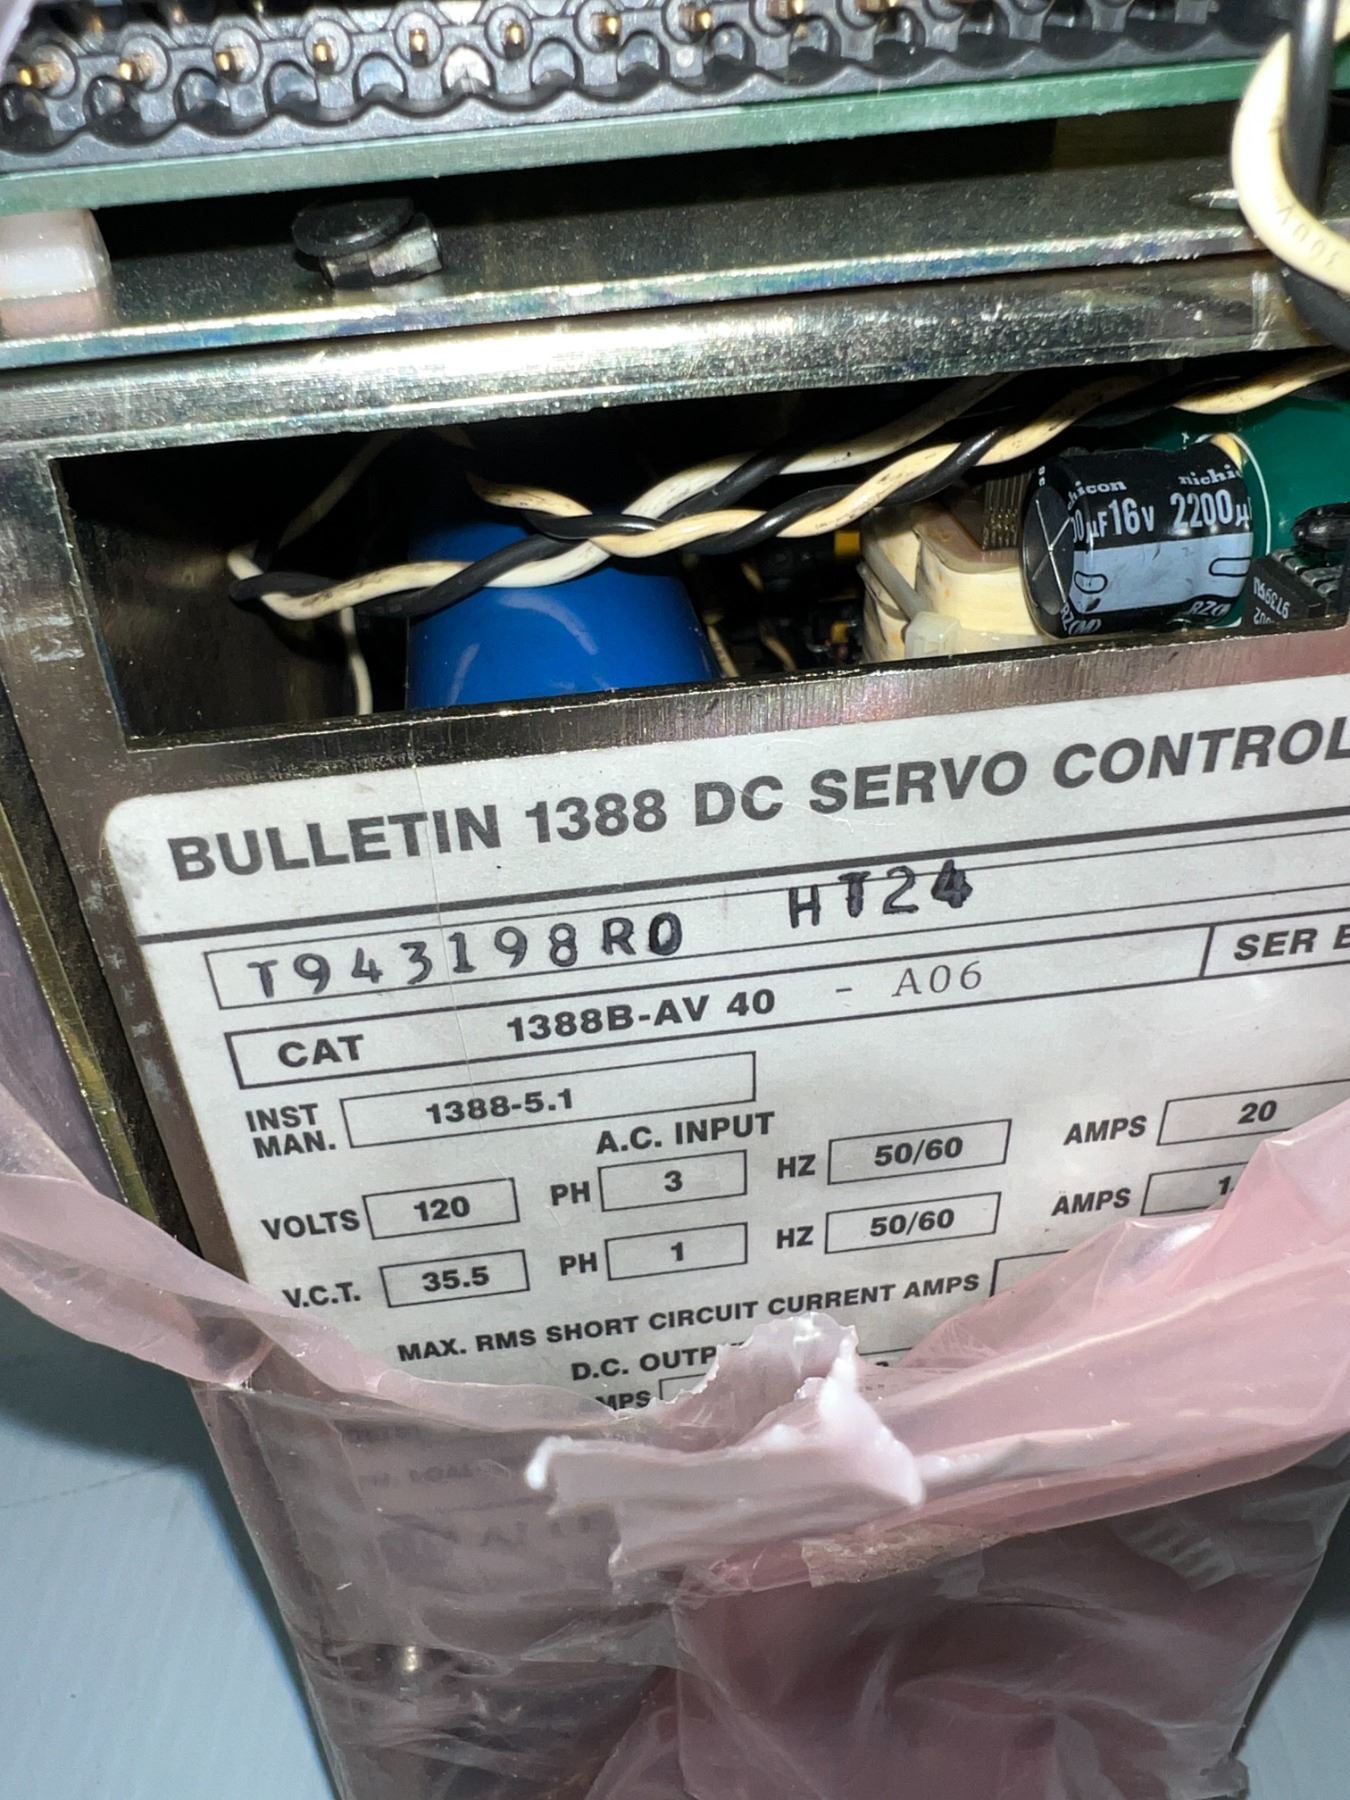 300V
16V 2200μ
BULLETIN 1388 DC SERVO CONTROL
T943198R0 HT24
CAT 1388B-AV 40 - A06 SER
INST MAN. 1388-5.1
A.C. INPUT
VOLTS 120 PH 3 HZ 50/60 AMPS 20
V.C.T. 35.5 PH 1 HZ 50/60 AMPS
MAX. RMS SHORT CIRCUIT CURRENT AMPS
D.C.